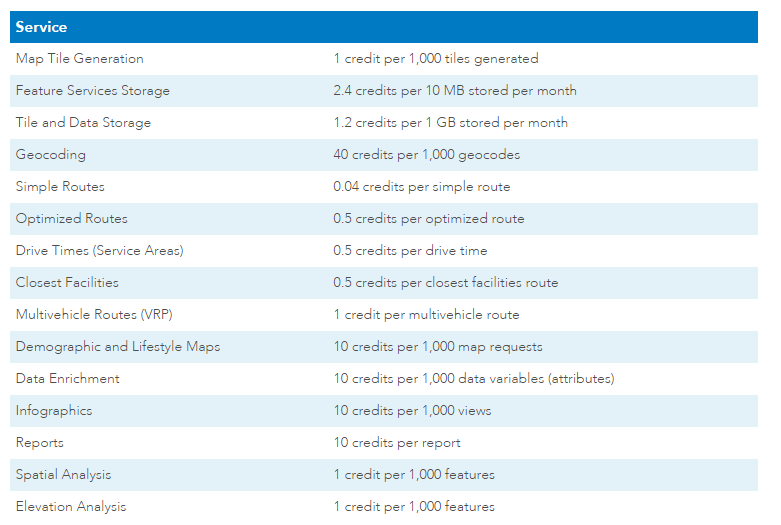 Service
Map Tile Generation 1 credit per 1,000 tiles generated
Feature Services Storage 2.4 credits per 10 MB stored per month
Tile and Data Storage 1.2 credits per 1 GB stored per month
Geocoding 40 credits per 1,000 geocodes
Simple Routes 0.04 credits per simple route
Optimized Routes 0.5 credits per optimized route
Drive Times (Service Areas) 0.5 credits per drive time
Closest Facilities 0.5 credits per closest facilities route
Multivehicle Routes (VRP) 1 credit per multivehicle route
Demographic and Lifestyle Maps 10 credits per 1,000 map requests
Data Enrichment 10 credits per 1,000 data variables (attributes)
Infographics 10 credits per 1,000 views
Reports 10 credits per report
Spatial Analysis 1 credit per 1,000 features
Elevation Analysis 1 credit per 1,000 features